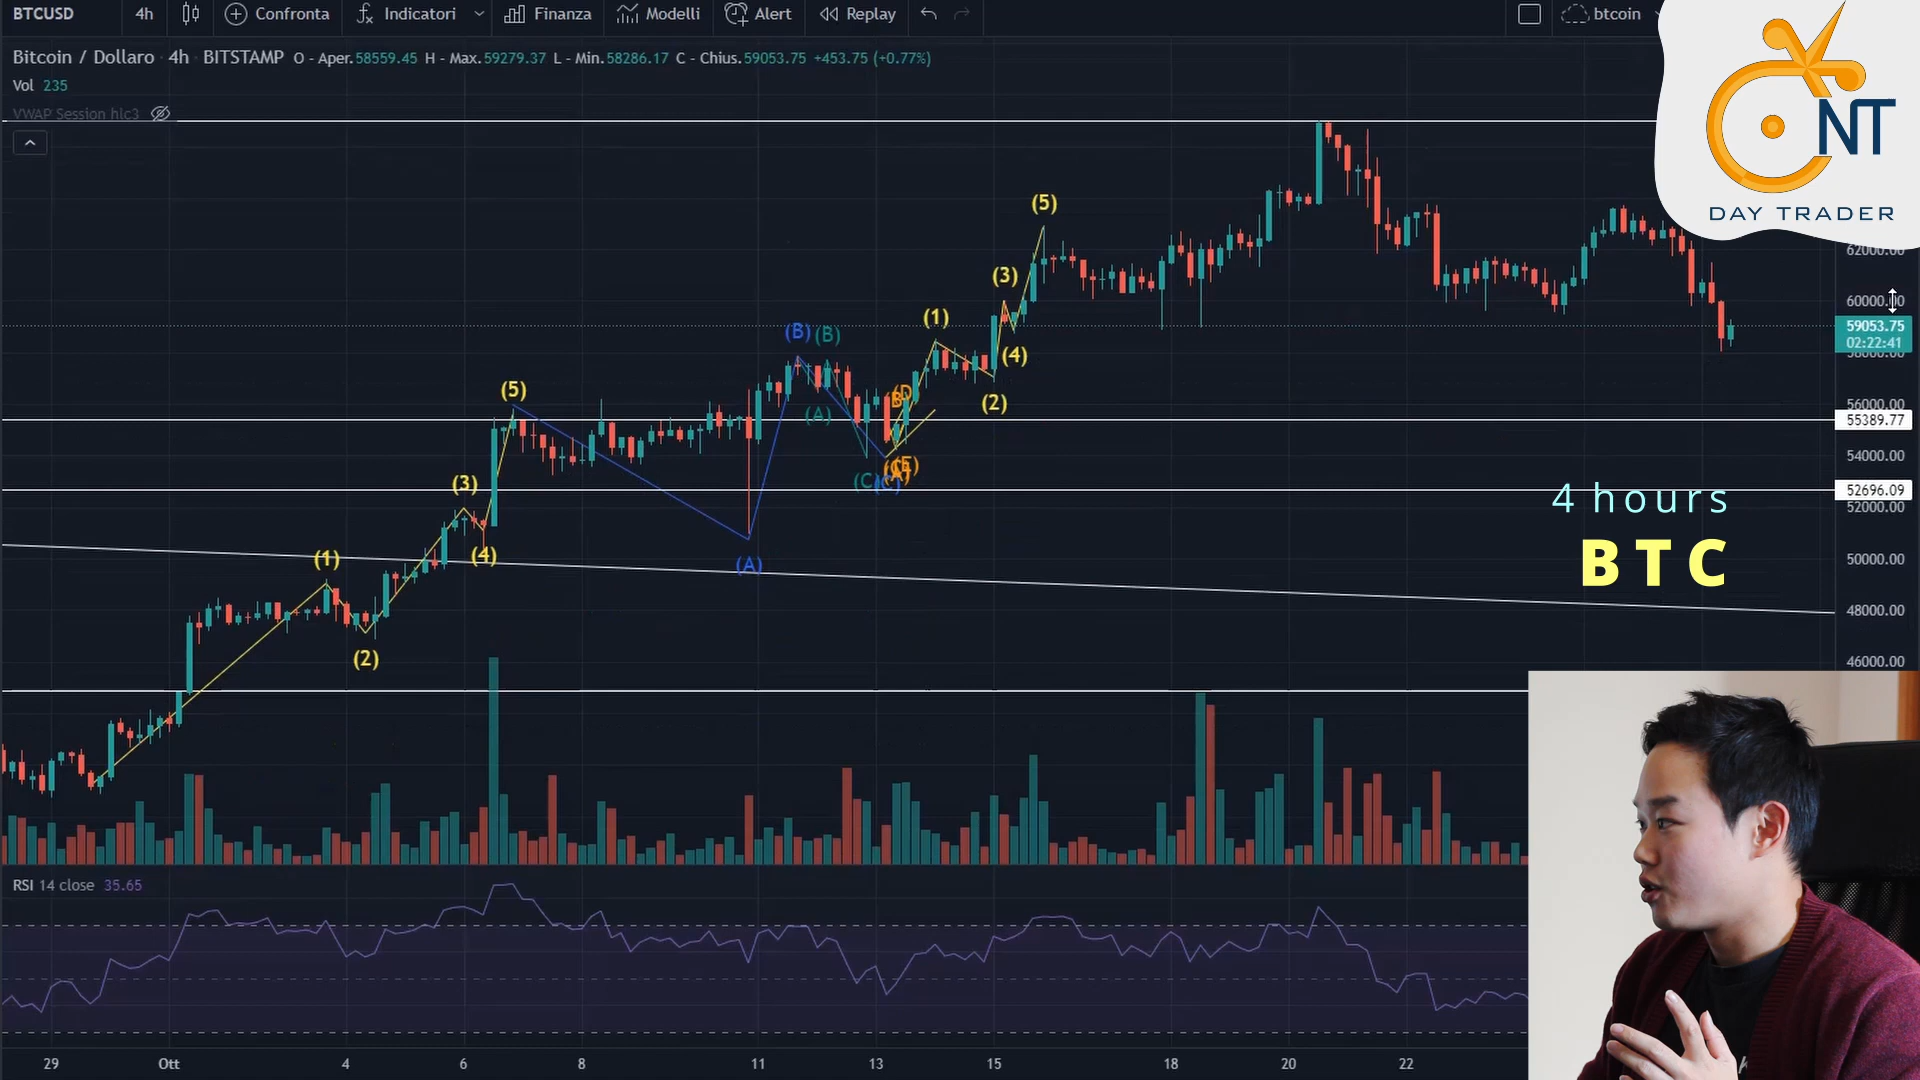 BTCUSD 4h Confronta Indicatori Finanza Modelli Alert Replay btcoin
Bitcoin / Dollaro · 4h · BITSTAMP O - Aper.58559.45 H - Max.59279.37 L - Min.58286.17 C - Chius.59053.75 +453.75 (+0.77%)
Vol 235
VWAP Session hlc3
NT
DAY TRADER
(5)
62000.00
(3)
60000.00
(1)
(B) (B)
59053.75
02:22:41
58000.00
(4)
(5)
(D)
(2)
56000.00
(A)
55389.77
54000.00
(3)
(C)
52696.09
4 hours
52000.00
(1)
(4)
(A)
BTC
50000.00
48000.00
(2)
46000.00
RSI 14 close 35.65
29 Ott 4 6 8 11 13 15 18 20 22